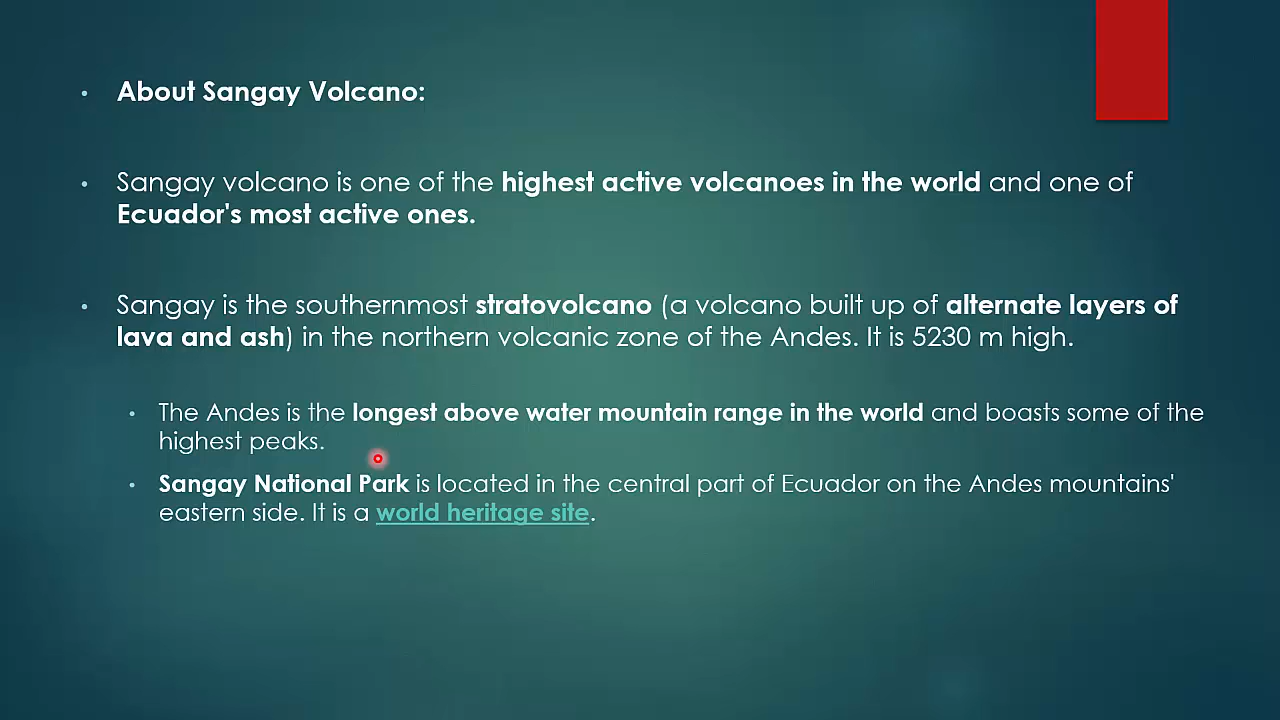 • About Sangay Volcano:
• Sangay volcano is one of the highest active volcanoes in the world and one of
Ecuador's most active ones.
• Sangay is the southernmost stratovolcano (a volcano built up of alternate layers of
lava and ash) in the northern volcanic zone of the Andes. It is 5230 m high.
• The Andes is the longest above water mountain range in the world and boasts some of the
highest peaks.
• Sangay National Park is located in the central part of Ecuador on the Andes mountains'
eastern side. It is a world heritage site.